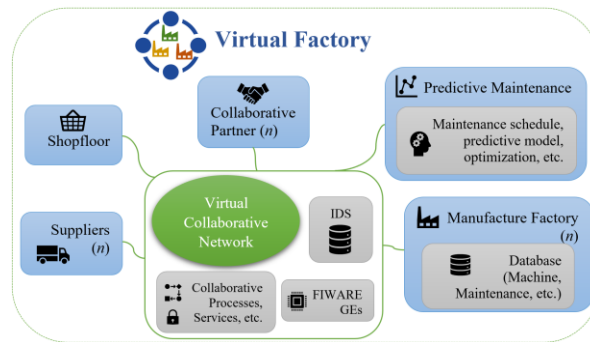 Virtual Factory
Collaborative
Partner (n)
Predictive Maintenance
Maintenance schedule,
predictive model,
optimization, etc.
Shopfloor
Suppliers
(n)
Virtual
Collaborative
Network
IDS
Collaborative
Processes,
Services, etc.
FIWARE
GEs
Manufacture Factory
(n)
Database
(Machine,
Maintenance, etc.)